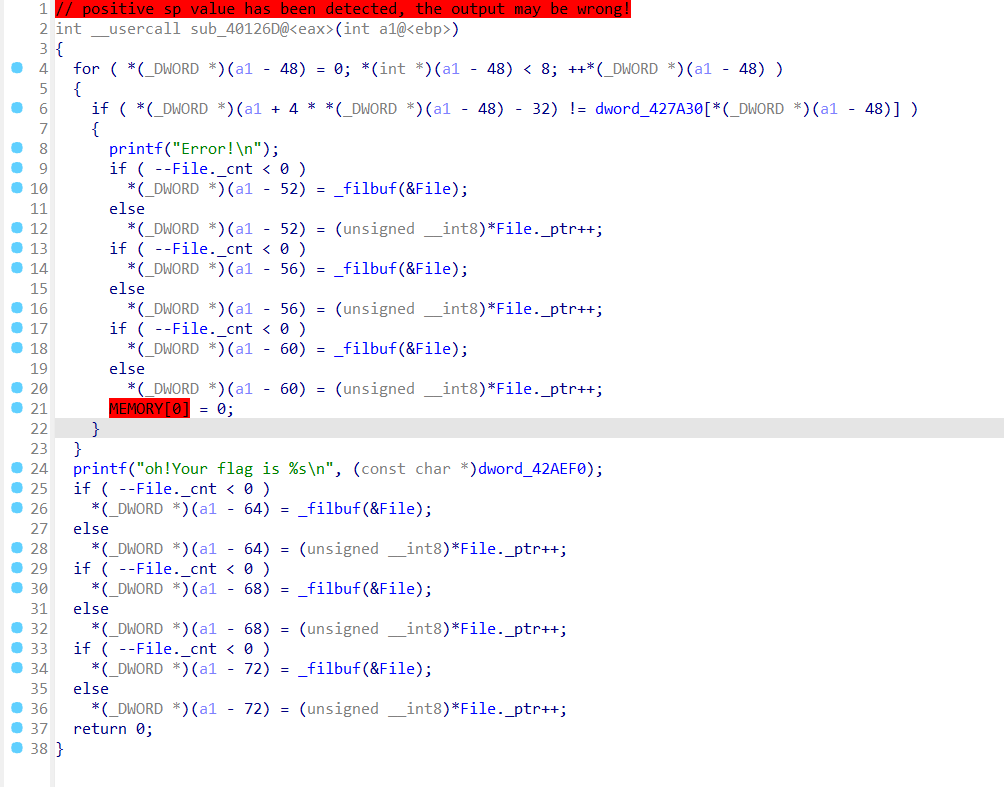 1 // positive sp value has been detected, the output may be wrong!
2 int __usercall sub_40126D@<eax>(int a1@<ebp>)
3 {
4   for ( *(_DWORD *)(a1 - 48) = 0; *(int *)(a1 - 48) < 8; ++*(_DWORD *)(a1 - 48) )
5   {
6     if ( *(_DWORD *)(a1 + 4 * *(_DWORD *)(a1 - 48) - 32) != dword_427A30[*(_DWORD *)(a1 - 48)] )
7     {
8       printf("Error!\n");
9       if ( --File._cnt < 0 )
10         *(_DWORD *)(a1 - 52) = _filbuf(&File);
11       else
12         *(_DWORD *)(a1 - 52) = (unsigned __int8)*File._ptr++;
13       if ( --File._cnt < 0 )
14         *(_DWORD *)(a1 - 56) = _filbuf(&File);
15       else
16         *(_DWORD *)(a1 - 56) = (unsigned __int8)*File._ptr++;
17       if ( --File._cnt < 0 )
18         *(_DWORD *)(a1 - 60) = _filbuf(&File);
19       else
20         *(_DWORD *)(a1 - 60) = (unsigned __int8)*File._ptr++;
21       MEMORY[0] = 0;
22     }
23   }
24   printf("oh!Your flag is %s\n", (const char *)dword_42AEF0);
25   if ( --File._cnt < 0 )
26     *(_DWORD *)(a1 - 64) = _filbuf(&File);
27   else
28     *(_DWORD *)(a1 - 64) = (unsigned __int8)*File._ptr++;
29   if ( --File._cnt < 0 )
30     *(_DWORD *)(a1 - 68) = _filbuf(&File);
31   else
32     *(_DWORD *)(a1 - 68) = (unsigned __int8)*File._ptr++;
33   if ( --File._cnt < 0 )
34     *(_DWORD *)(a1 - 72) = _filbuf(&File);
35   else
36     *(_DWORD *)(a1 - 72) = (unsigned __int8)*File._ptr++;
37   return 0;
38 }